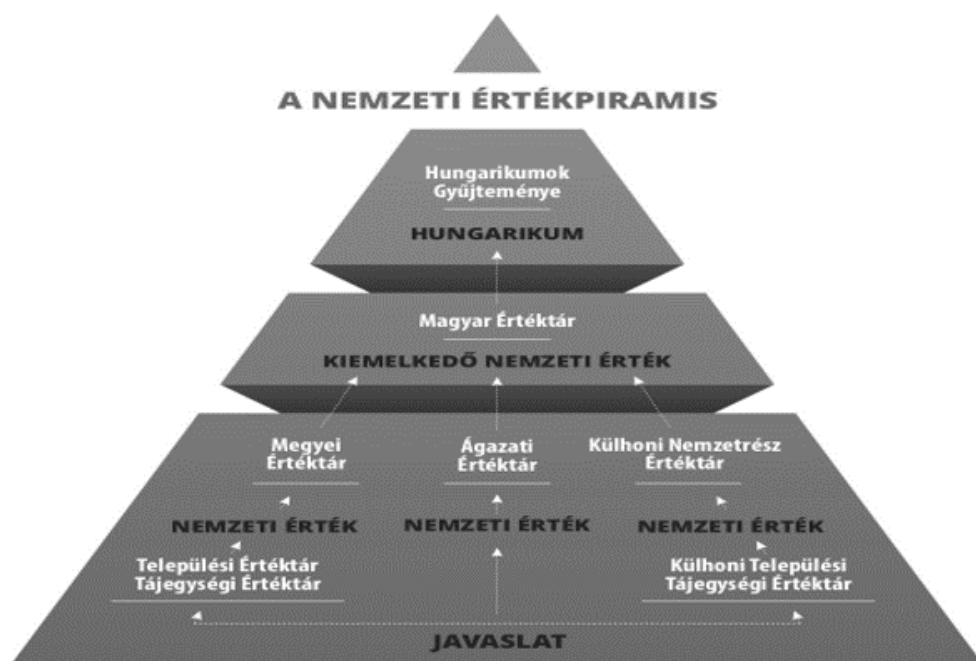 A NEMZETI ÉRTÉKPIRAMIS
Hungarikumok
Gyűjteménye
HUNGARIKUM
Magyar Értéktár
KIEMELKEDŐ NEMZETI ÉRTÉK
Megyei
Értéktár
Ágazati
Értéktár
Külhoni Nemzetrész
Értéktár
NEMZETI ÉRTÉK
NEMZETI ÉRTÉK
NEMZETI ÉRTÉK
Települési Értéktár
Tájegységi Értéktár
Külhoni Települési
Tájegységi Értéktár
JAVASLAT